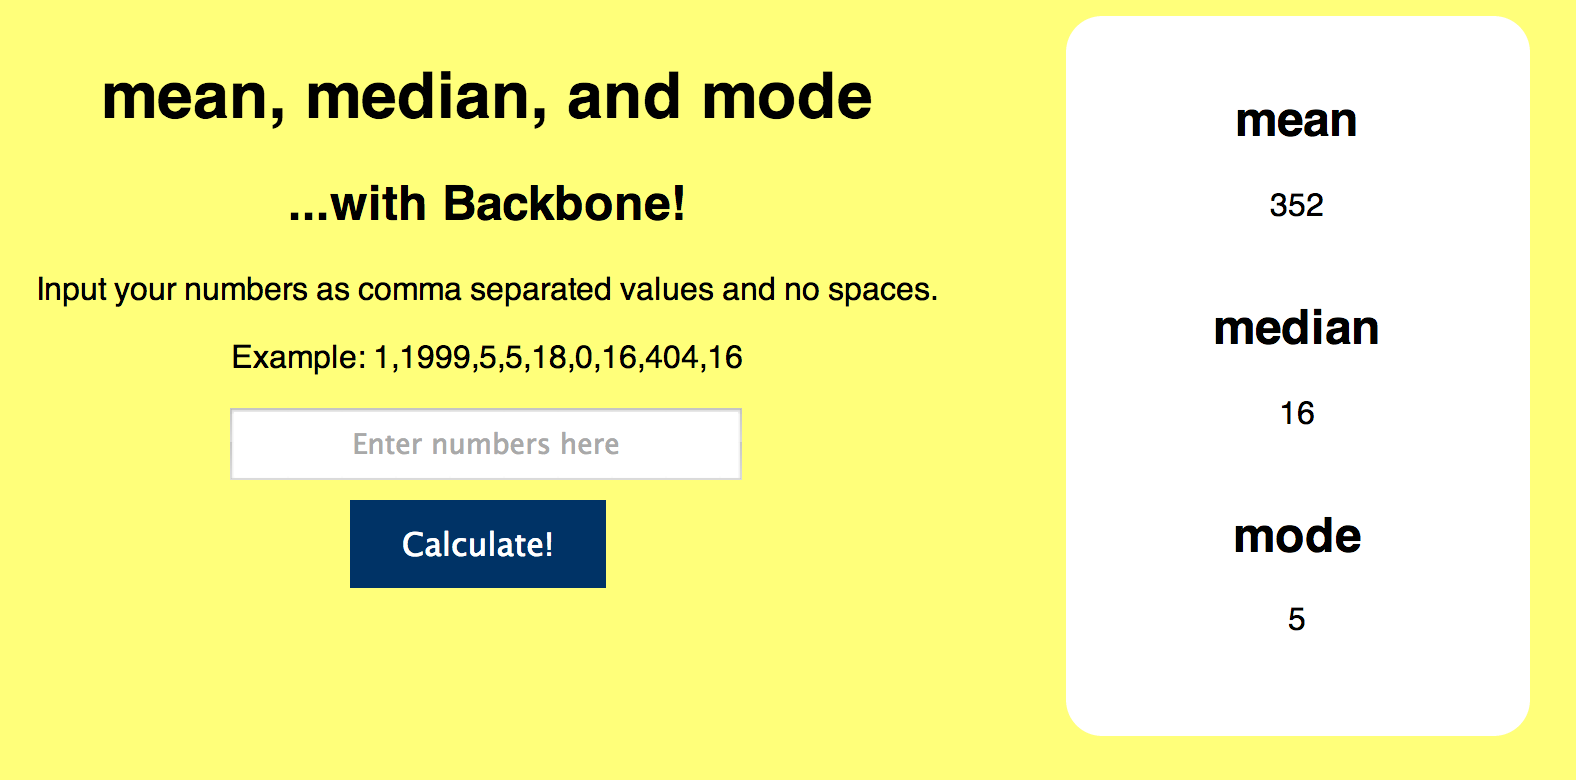 mean, median, and mode
...with Backbone!
Input your numbers as comma separated values and no spaces.
Example: 1,1999,5,5,18,0,16,404,16
Enter numbers here
Calculate!
mean
352
median
16
mode
5